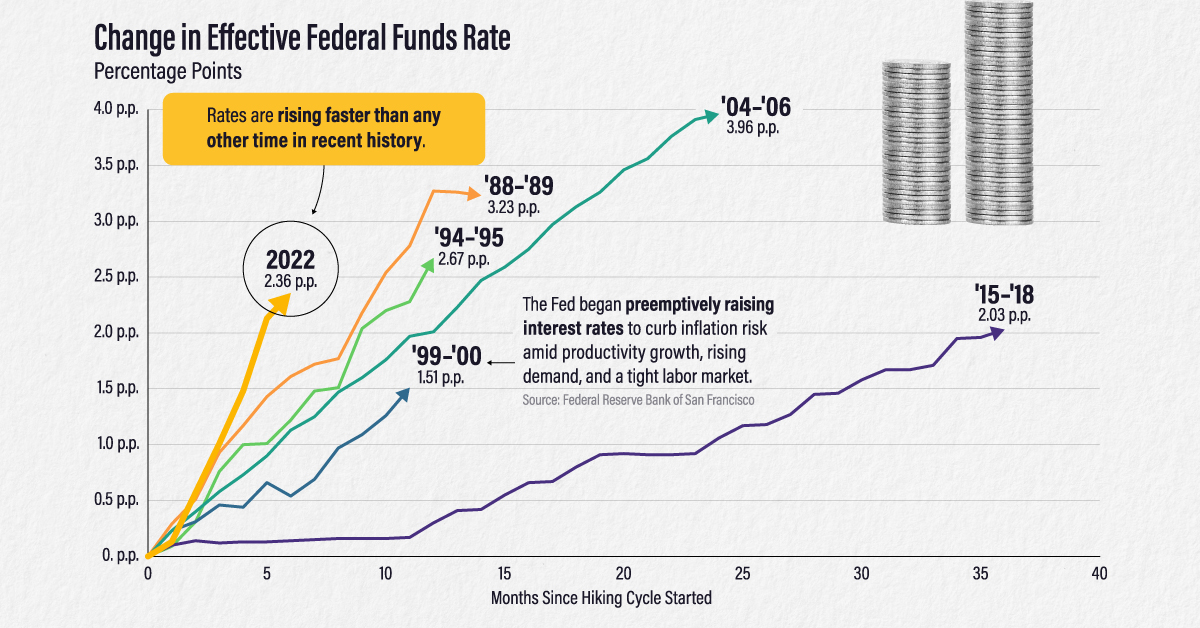 Change in Effective Federal Funds Rate
Percentage Points
4.0 p.p.
3.5 p.p.
3.0 p.p.
2.5 p.p.
2.0 p.p.
1.5 p.p.
1.0 p.p.
0.5 p.p.
0. p.p.
Rates are rising faster than any
other time in recent history.
'04–'06
3.96 p.p.
'88–'89
3.23 p.p.
'94–'95
2.67 p.p.
2022
2.36 p.p.
'15–'18
2.03 p.p.
'99–'00
1.51 p.p.
The Fed began preemptively raising
interest rates to curb inflation risk
amid productivity growth, rising
demand, and a tight labor market.
Source: Federal Reserve Bank of San Francisco
0 5 10 15 20 25 30 35 40
Months Since Hiking Cycle Started